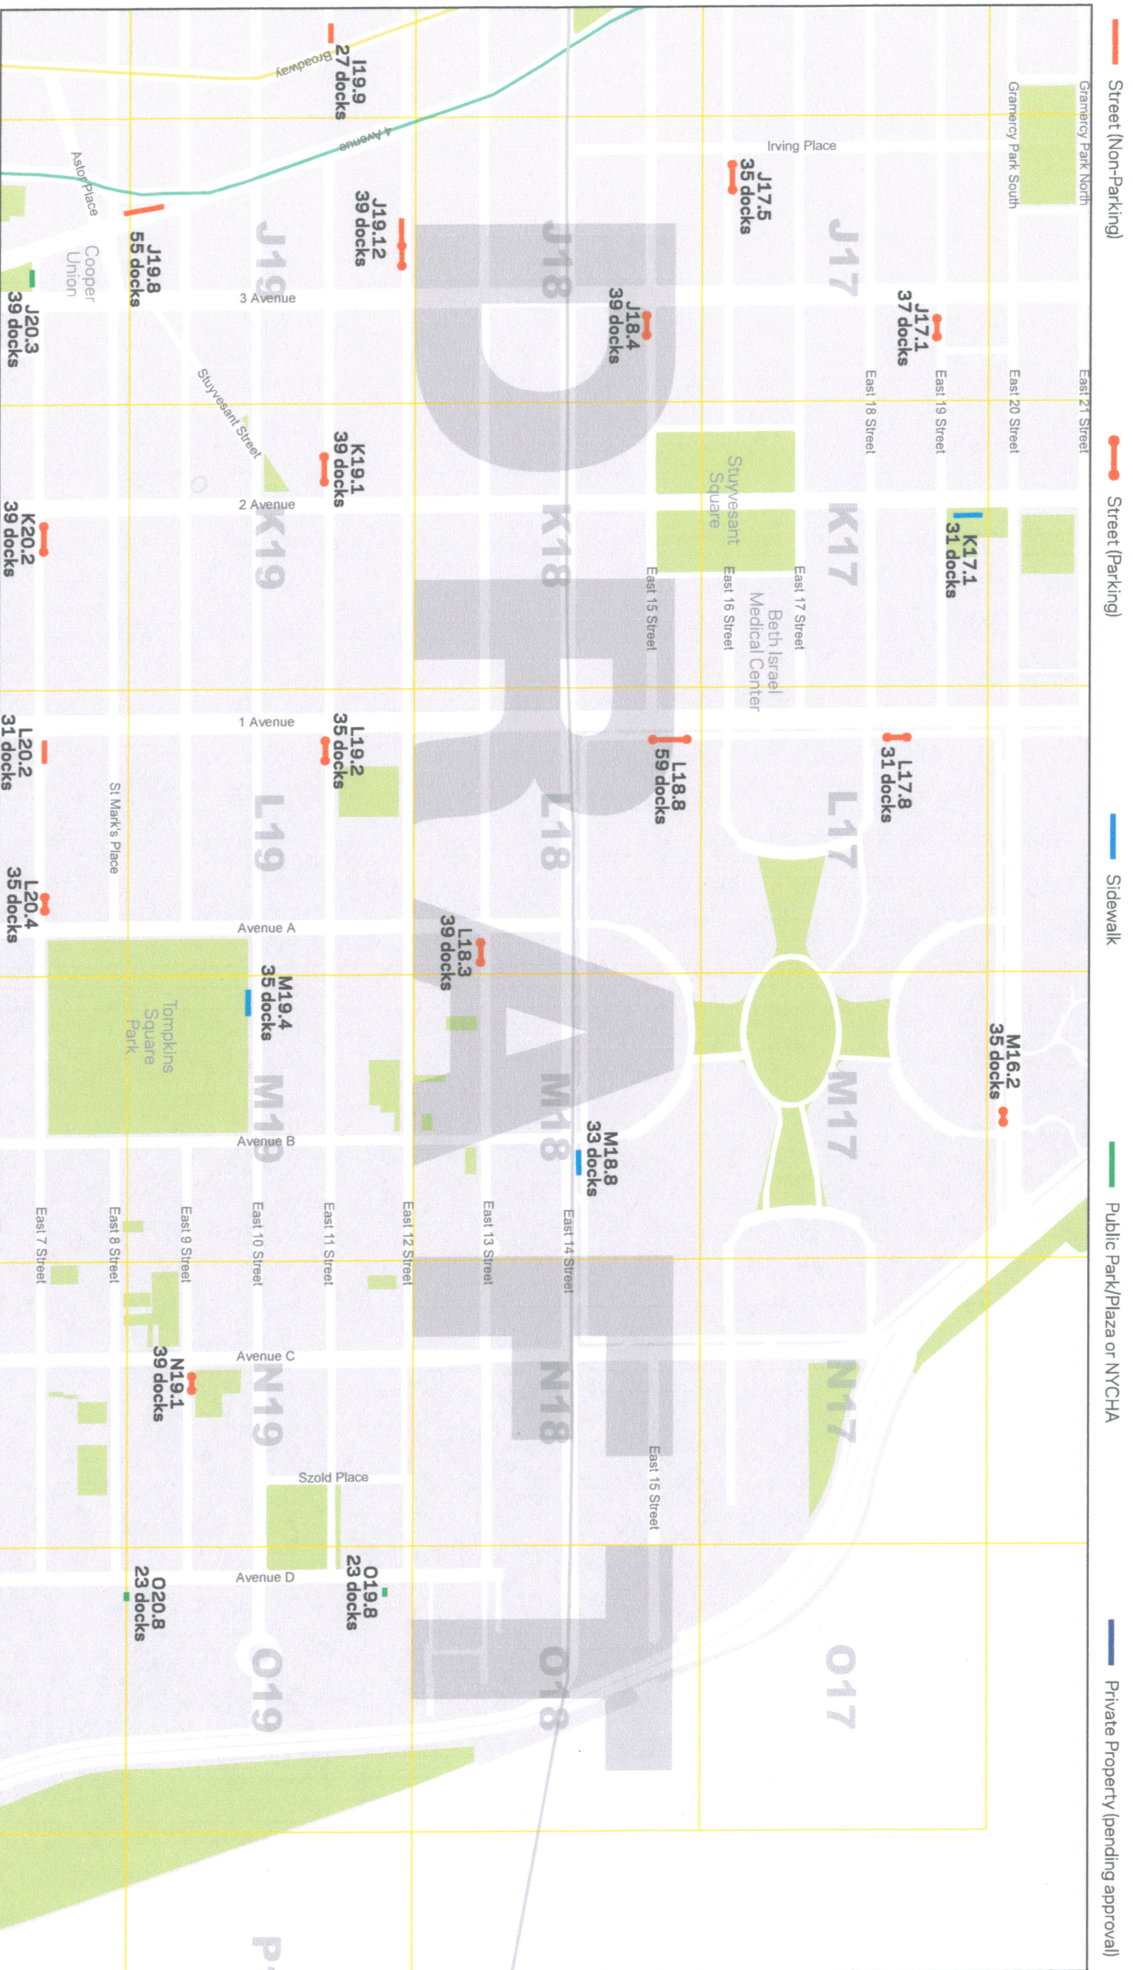 Street (Non-Parking)
Street (Parking)
Sidewalk
Public Park/Plaza or NYCHA
Private Property (pending approval)
Gramercy Park North
Gramercy Park South
East 21 Street
East 20 Street
East 19 Street
East 18 Street
Irving Place
J17
J17.1
37 docks
J17.5
35 docks
K17.1
31 docks
K17
Stuyvesant
Square
East 17 Street
East 16 Street
East 15 Street
Beth Israel
Medical Center
L17.8
31 docks
L17
L18.8
59 docks
M16.2
35 docks
M17
N17
East 15 Street
O17
DRAFT
J18
J18.4
39 docks
K18
L18
L18.3
39 docks
M18
M18.8
33 docks
East 14 Street
East 13 Street
East 12 Street
East 11 Street
East 10 Street
East 9 Street
East 8 Street
East 7 Street
N18
O18
Broadway
I19.9
27 docks
4 Avenue
J19.12
39 docks
J19
Astor Place
Cooper
Union
J19.8
55 docks
J20.3
39 docks
3 Avenue
Stuyvesant Street
K19.1
39 docks
2 Avenue
K19
K20.2
39 docks
1 Avenue
L19.2
35 docks
L19
L20.2
31 docks
St Mark's Place
L20.4
35 docks
Avenue A
M19.4
35 docks
Tompkins
Square
Park
M19
Avenue B
Avenue C
N19.1
39 docks
N19
Szold Place
Avenue D
O19.8
23 docks
O20.8
23 docks
O19